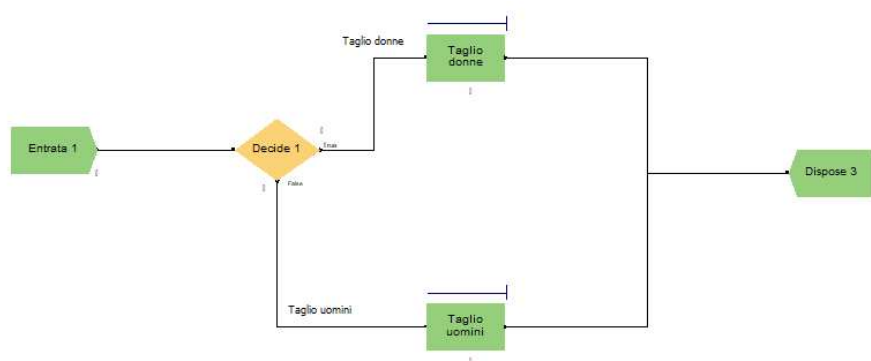 Taglio donne
Taglio
donne
Entrata 1
Decide 1
True
False
Dispose 3
Taglio uomini
Taglio
uomini